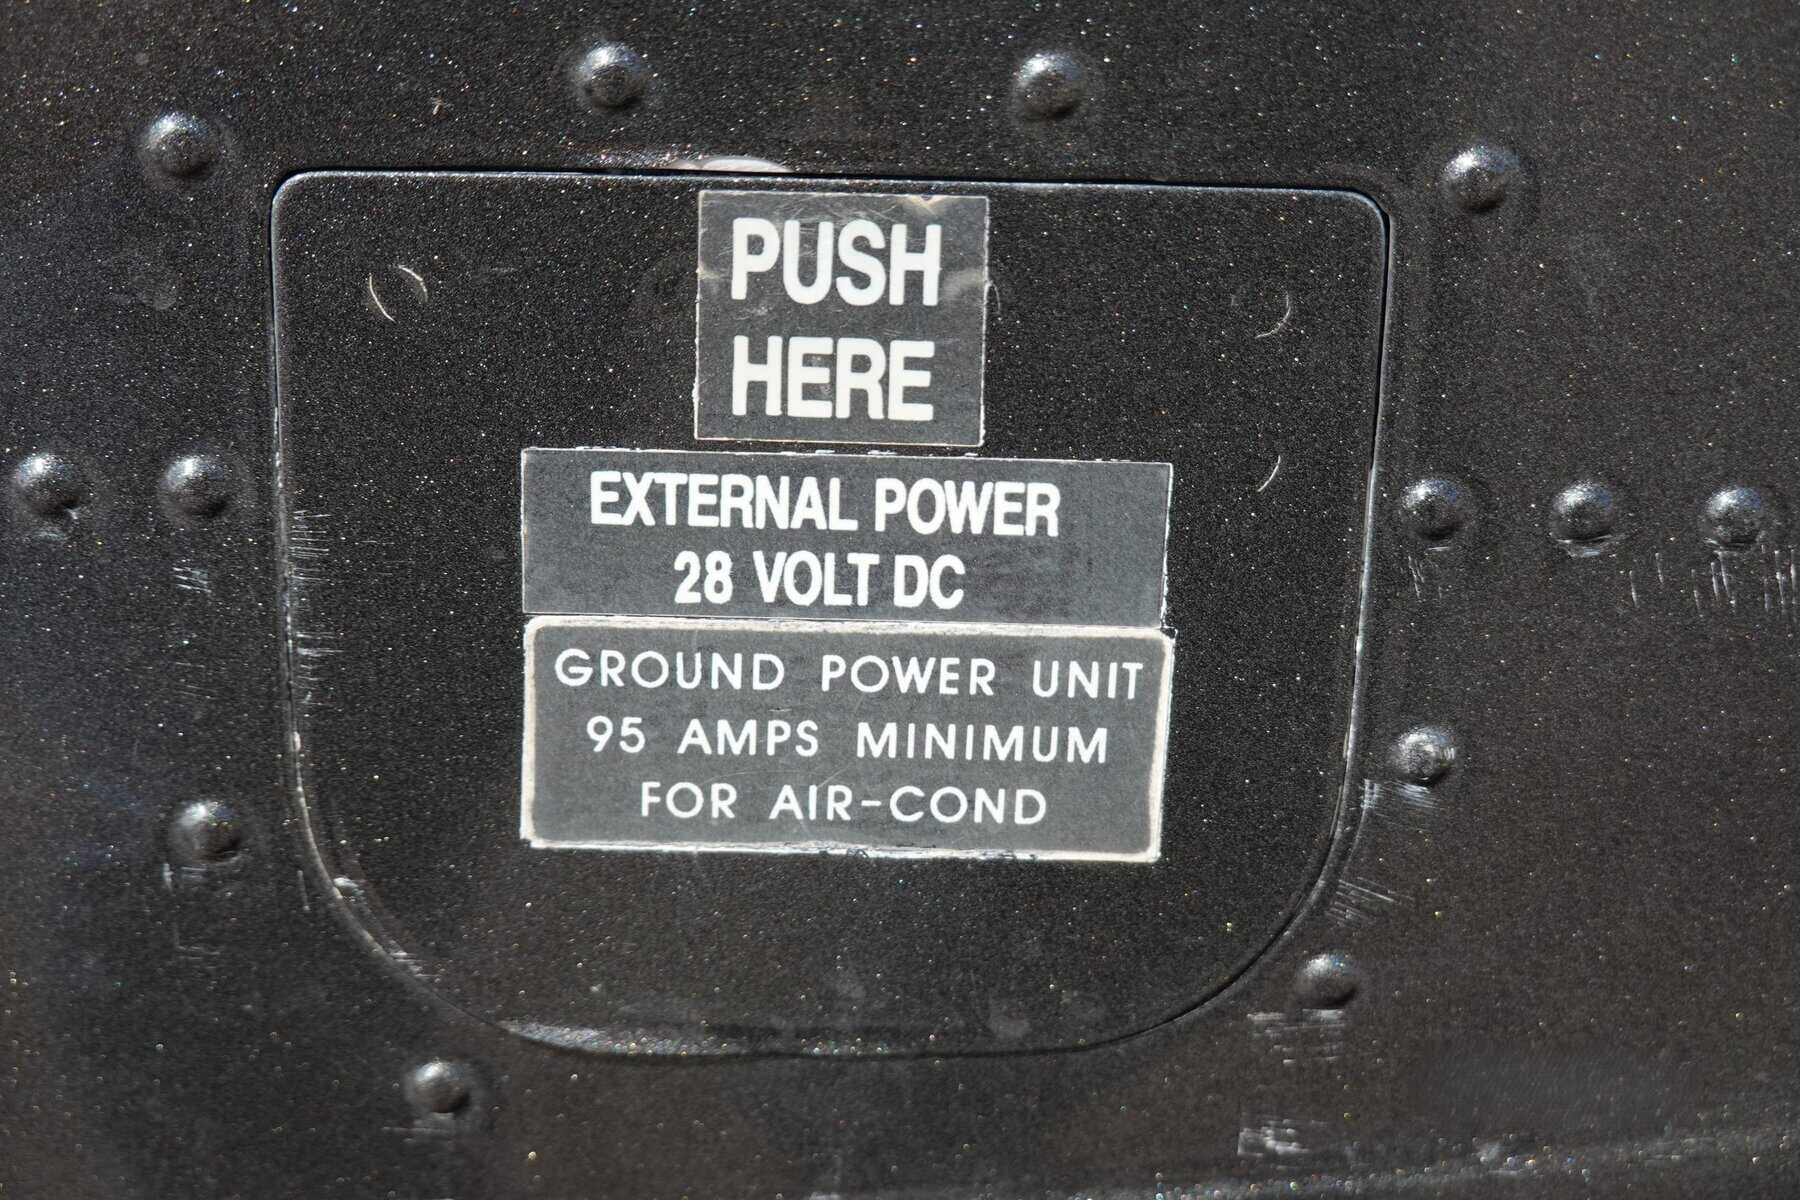 PUSH
HERE
EXTERNAL POWER
28 VOLT DC
GROUND POWER UNIT
95 AMPS MINIMUM
FOR AIR-COND